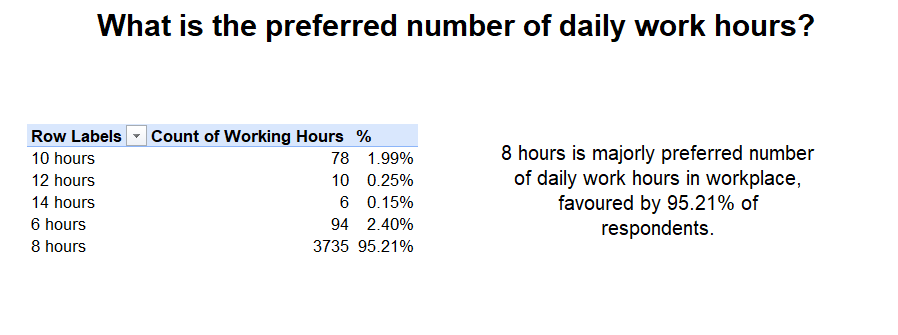 What is the preferred number of daily work hours?
Row Labels Count of Working Hours %
10 hours 78 1.99%
12 hours 10 0.25%
14 hours 6 0.15%
6 hours 94 2.40%
8 hours 3735 95.21%
8 hours is majorly preferred number
of daily work hours in workplace,
favoured by 95.21% of
respondents.